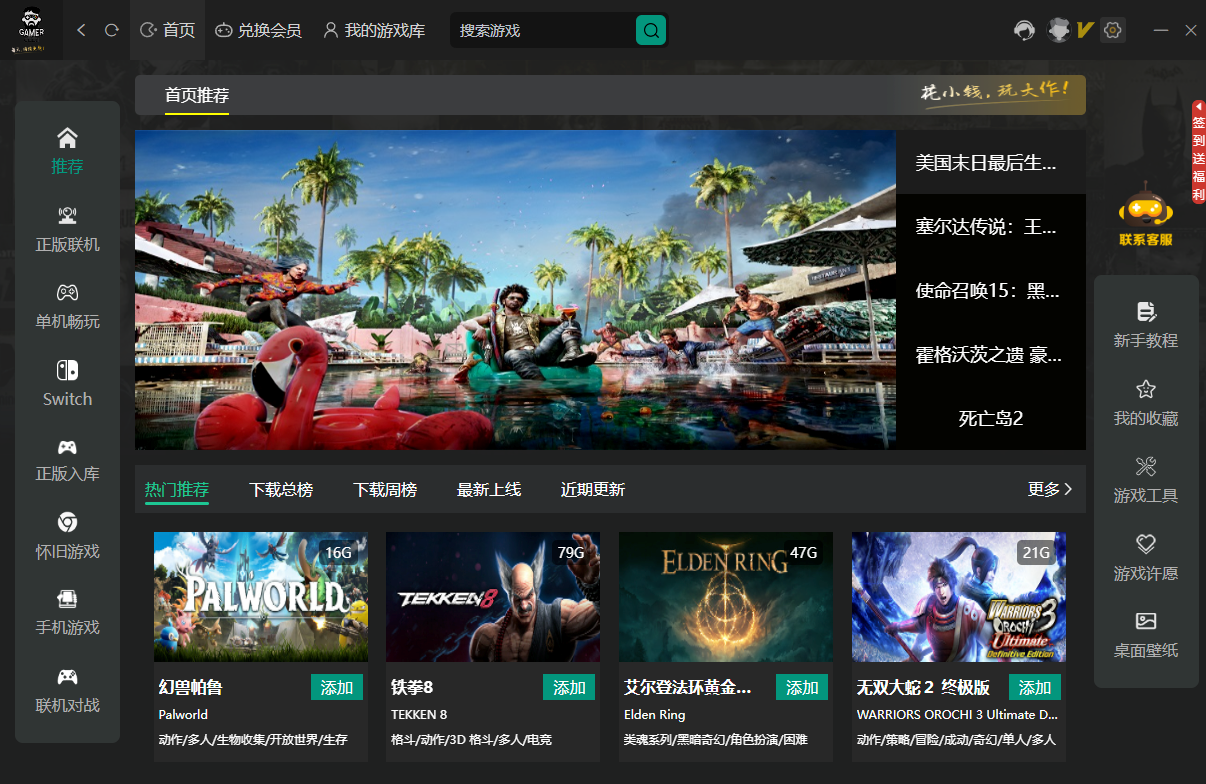 GAMER
首页
兑换会员
我的游戏库
搜索游戏
首页推荐
花小钱,玩大作!
推荐
正版联机
单机畅玩
Switch
正版入库
怀旧游戏
手机游戏
联机对战
美国末日最后生...
塞尔达传说：王...
使命召唤15：黑...
霍格沃茨之遗 豪...
死亡岛2
签到送福利
联系客服
新手教程
我的收藏
游戏工具
游戏许愿
桌面壁纸
热门推荐
下载总榜
下载周榜
最新上线
近期更新
更多
16G
PALWORLD
幻兽帕鲁
添加
Palworld
动作/多人/生物收集/开放世界/生存
79G
TEKKEN 8
铁拳8
添加
TEKKEN 8
格斗/动作/3D 格斗/多人/电竞
47G
ELDEN RING
艾尔登法环黄金...
添加
Elden Ring
类魂系列/黑暗奇幻/角色扮演/困难
21G
WARRIORS
OROCHI 3
Ultimate
Definitive Edition
无双大蛇 2 终极版
添加
WARRIORS OROCHI 3 Ultimate D...
动作/策略/冒险/成动/奇幻/单人/多人